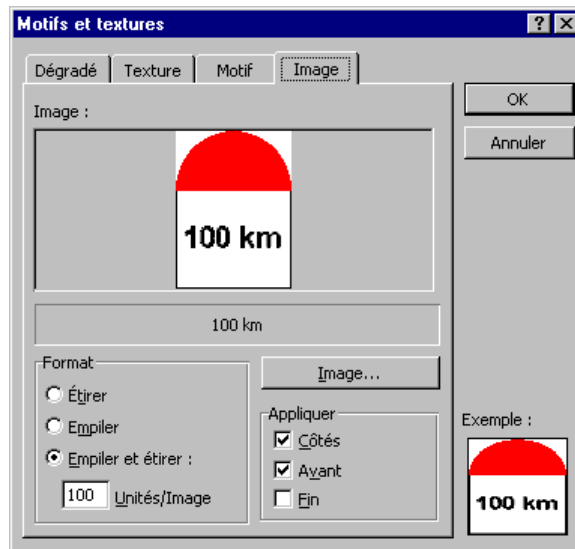 Motifs et textures
Dégradé Texture Motif Image
OK
Annuler
Image :
100 km
100 km
Format
Étirer
Empiler
Empiler et étirer :
100 Unités/Image
Image...
Appliquer
Côtés
Avant
Fin
Exemple :
100 km